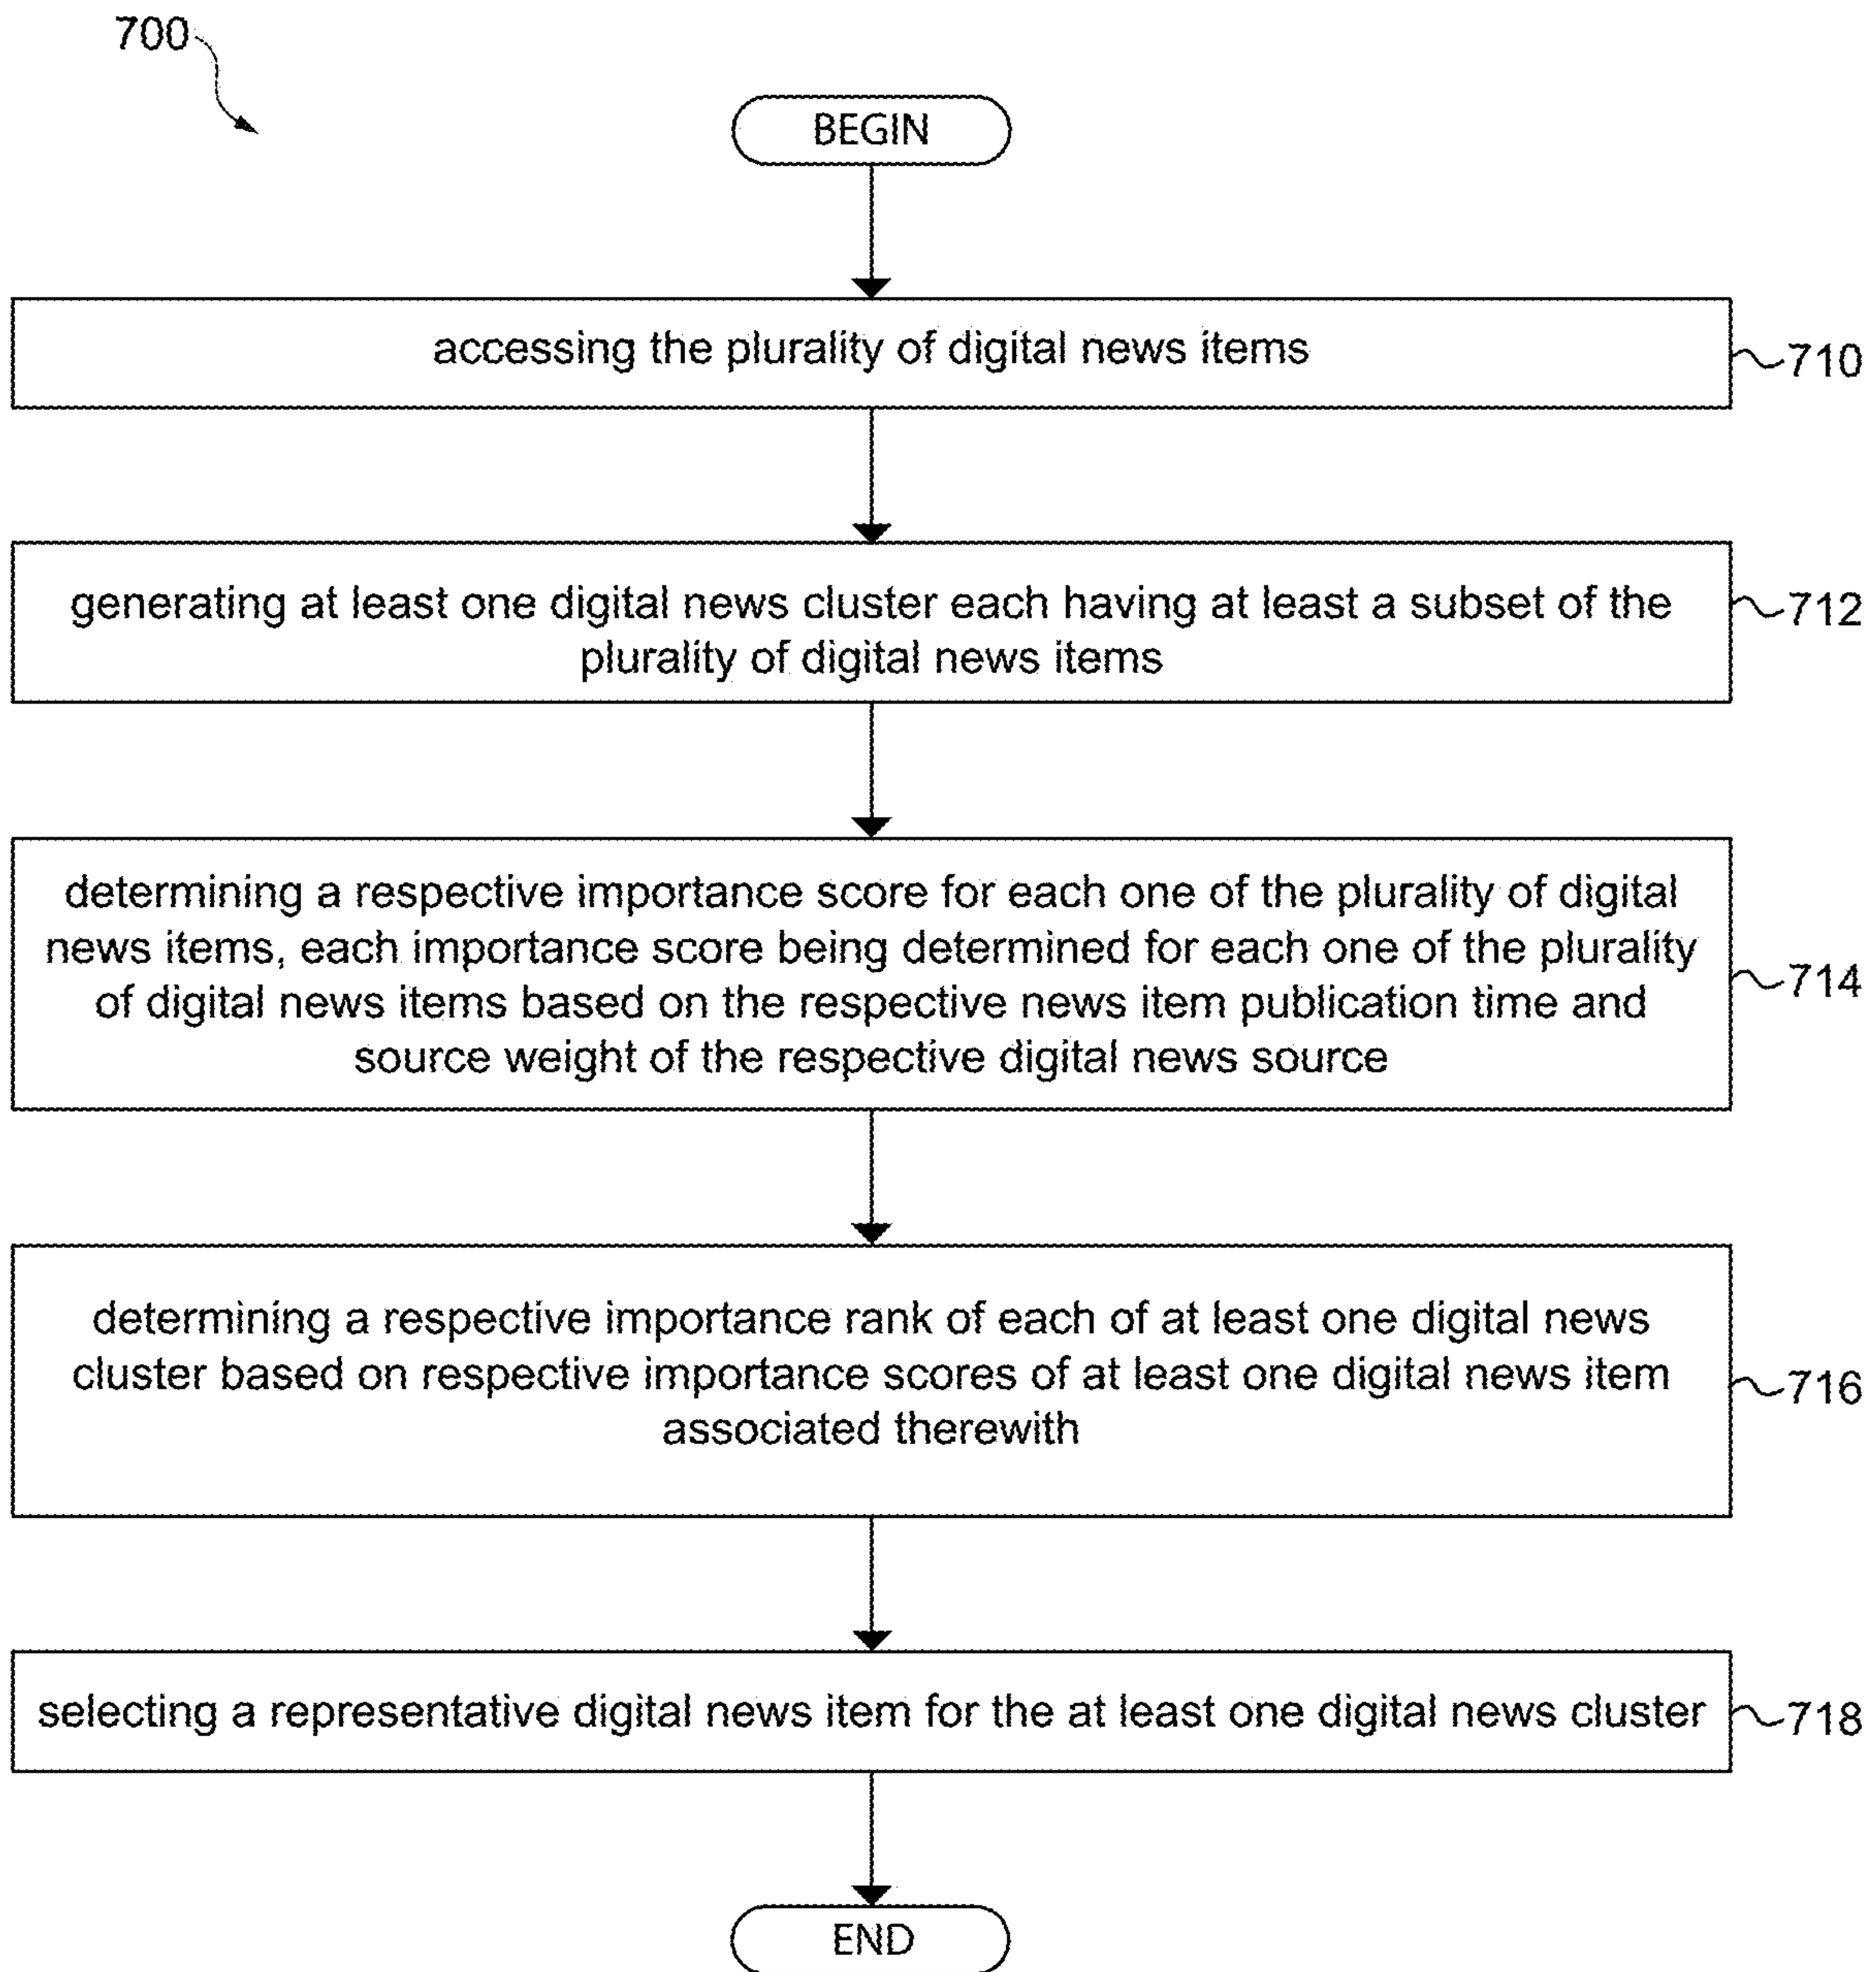 700
BEGIN
accessing the plurality of digital news items
710
generating at least one digital news cluster each having at least a subset of the
plurality of digital news items
712
determining a respective importance score for each one of the plurality of digital
news items, each importance score being determined for each one of the plurality
of digital news items based on the respective news item publication time and
source weight of the respective digital news source
714
determining a respective importance rank of each of at least one digital news
cluster based on respective importance scores of at least one digital news item
associated therewith
716
selecting a representative digital news item for the at least one digital news cluster
718
END